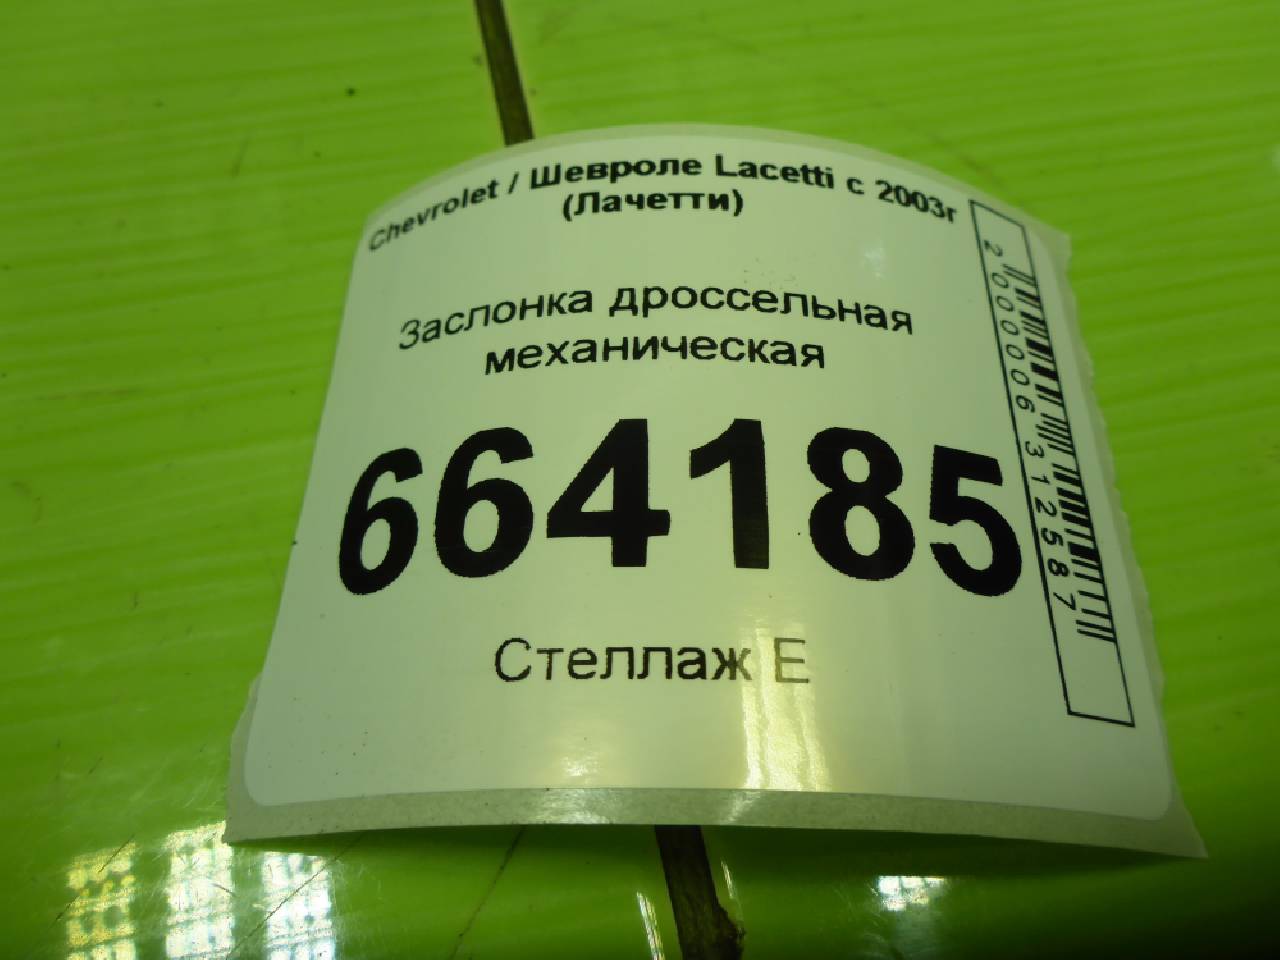 Chevrolet / Шевроле Lacetti с 2003г
(Лачетти)
Заслонка дроссельная
механическая
664185
Стеллаж Е
2000006312587